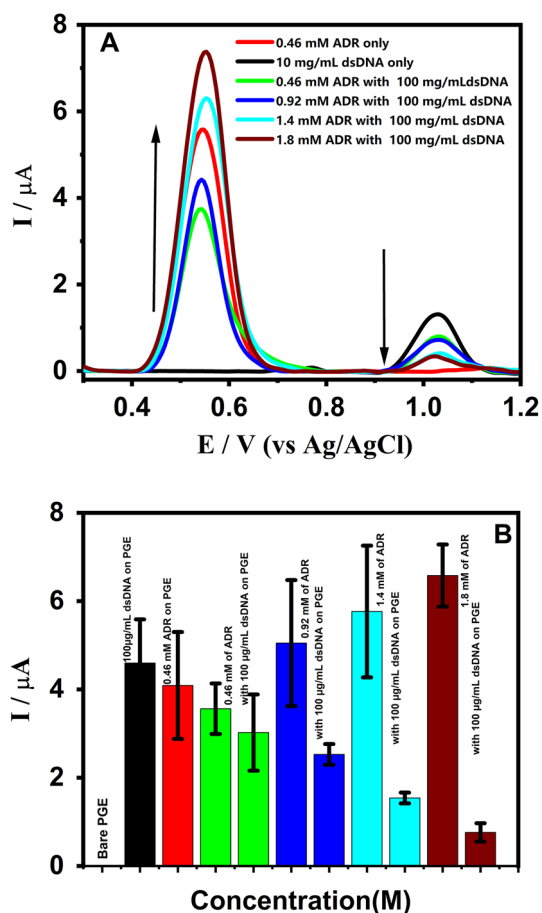 A
0.46 mM ADR only
10 mg/mL dsDNA only
0.46 mM ADR with 100 mg/mLdsDNA
0.92 mM ADR with 100 mg/mL dsDNA
1.4 mM ADR with 100 mg/mL dsDNA
1.8 mM ADR with 100 mg/mL dsDNA
8
6
4
2
0
I / μA
0.4
0.6
0.8
1.0
1.2
E / V (vs Ag/AgCl)
B
8
6
4
2
0
I / μA
Bare PGE
100μg/mL dsDNA on PGE
0.46 mM ADR on PGE
0.46 mM of ADR
with 100 μg/mL dsDNA on PGE
0.92 mM of ADR
with 100 μg/mL dsDNA on PGE
1.4 mM of ADR
with 100 μg/mL dsDNA on PGE
1.8 mM of ADR
with 100 μg/mL dsDNA on PGE
Concentration(M)